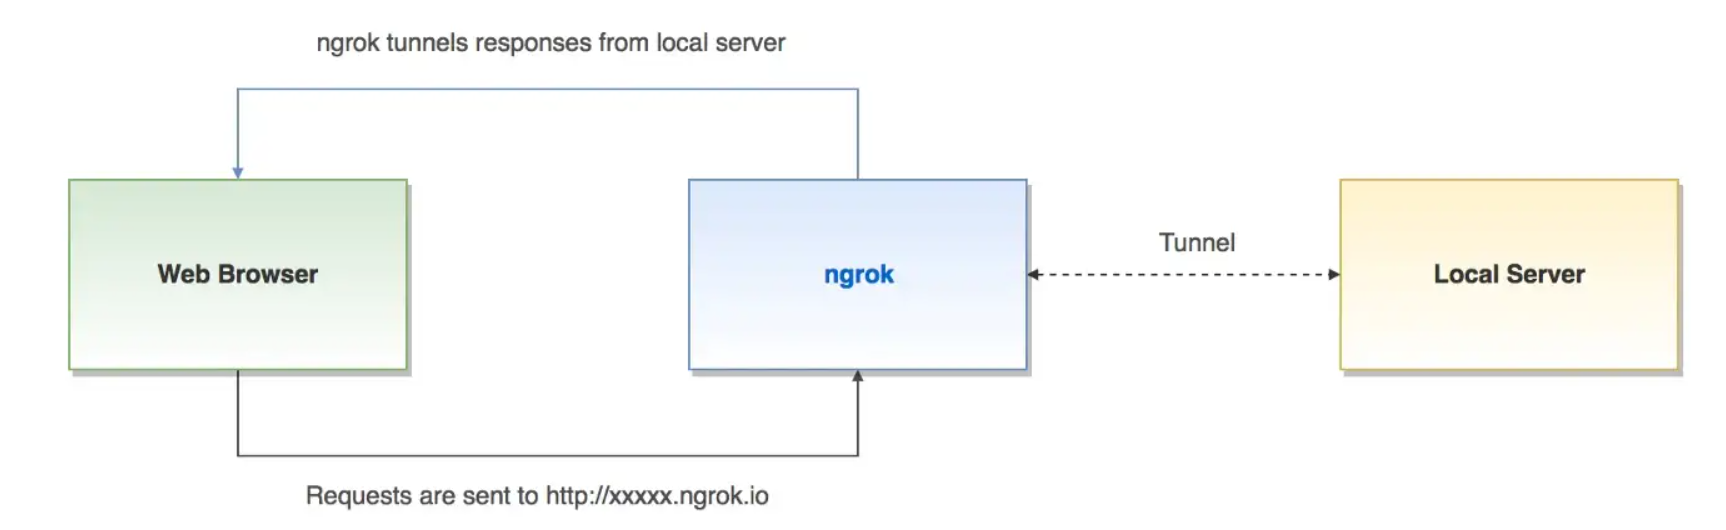 ngrok tunnels responses from local server
Web Browser
ngrok
Tunnel
Local Server
Requests are sent to http://xxxxx.ngrok.io